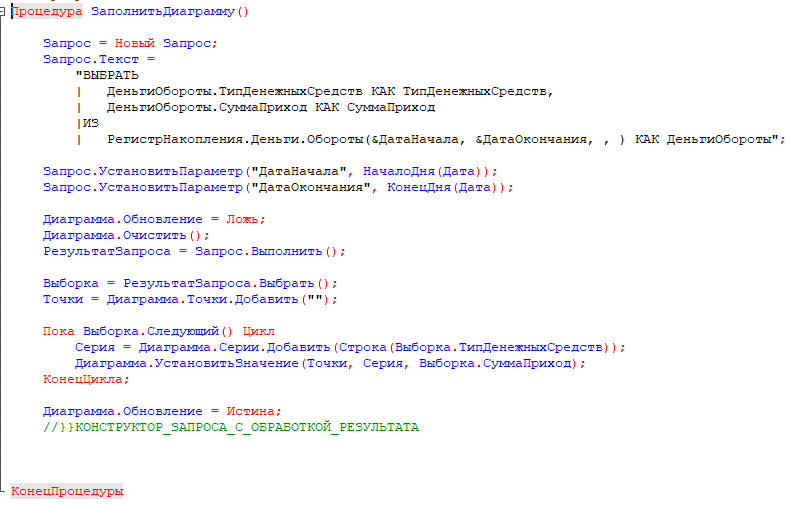 Процедура ЗаполнитьДиаграмму()
Запрос = Новый Запрос;
Запрос.Текст =
"ВЫБРАТЬ
| ДеньгиОбороты.ТипДенежныхСредств КАК ТипДенежныхСредств,
| ДеньгиОбороты.СуммаПриход КАК СуммаПриход
|ИЗ
| РегистрНакопления.Деньги.Обороты(&ДатаНачала, &ДатаОкончания, , ) КАК ДеньгиОбороты";
Запрос.УстановитьПараметр("ДатаНачала", НачалоДня(Дата));
Запрос.УстановитьПараметр("ДатаОкончания", КонецДня(Дата));
Диаграмма.Обновление = Ложь;
Диаграмма.Очистить();
РезультатЗапроса = Запрос.Выполнить();
Выборка = РезультатЗапроса.Выбрать();
Точки = Диаграмма.Точки.Добавить("");
Пока Выборка.Следующий() Цикл
Серия = Диаграмма.Серии.Добавить(Строка(Выборка.ТипДенежныхСредств));
Диаграмма.УстановитьЗначение(Точки, Серия, Выборка.СуммаПриход);
КонецЦикла;
Диаграмма.Обновление = Истина;
//}}КОНСТРУКТОР_ЗАПРОСА_С_ОБРАБОТКОЙ_РЕЗУЛЬТАТА
КонецПроцедуры